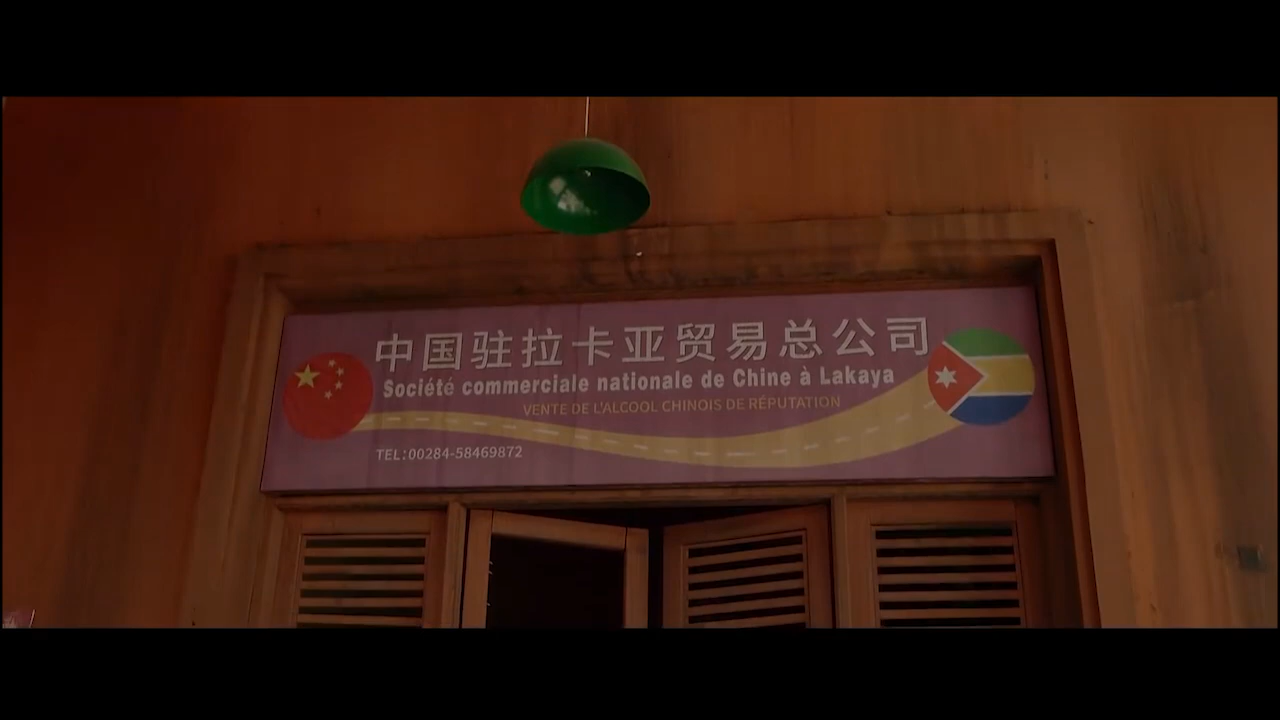 中国驻拉卡亚贸易总公司
Société commerciale nationale de Chine à Lakaya
VENTE DE L'ALCOOL CHINOIS DE RÉPUTATION
TEL:00284-58469872